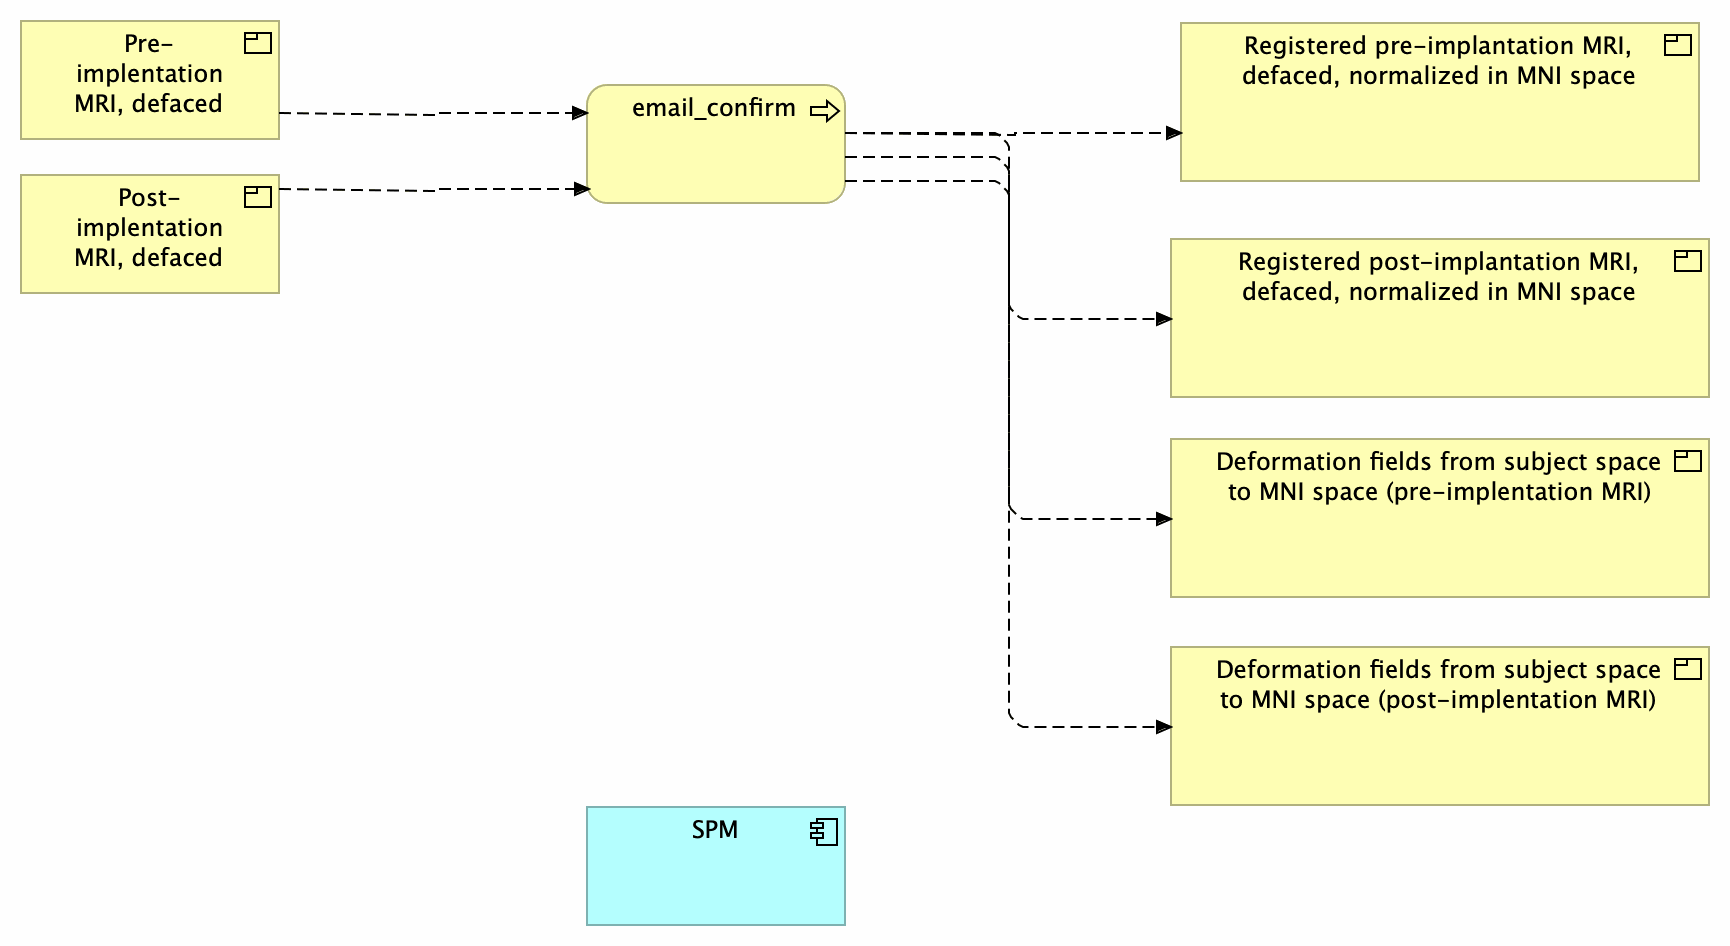 Pre-
implentation
MRI, defaced
Post-
implentation
MRI, defaced
email_confirm
Registered pre-implantation MRI,
defaced, normalized in MNI space
Registered post-implantation MRI,
defaced, normalized in MNI space
Deformation fields from subject space
to MNI space (pre-implentation MRI)
Deformation fields from subject space
to MNI space (post-implentation MRI)
SPM